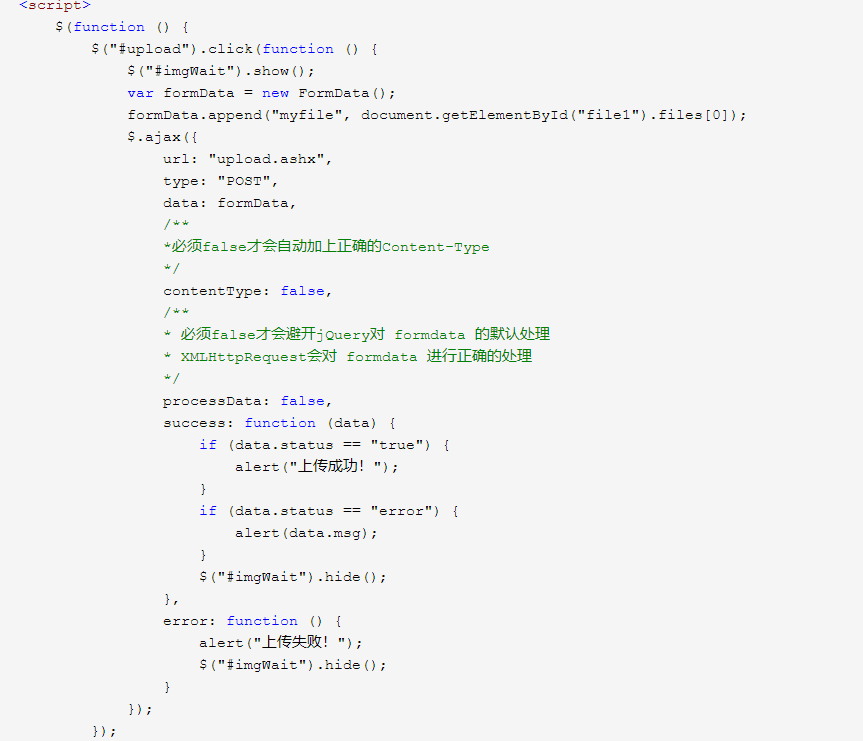 <script>
    $(function () {
        $("#upload").click(function () {
            $("#imgWait").show();
            var formData = new FormData();
            formData.append("myfile", document.getElementById("file1").files[0]);
            $.ajax({
                url: "upload.ashx",
                type: "POST",
                data: formData,
                /**
                *必须false才会自动加上正确的Content-Type
                */
                contentType: false,
                /**
                * 必须false才会避开jQuery对 formdata 的默认处理
                * XMLHttpRequest会对 formdata 进行正确的处理
                */
                processData: false,
                success: function (data) {
                    if (data.status == "true") {
                        alert("上传成功！");
                    }
                    if (data.status == "error") {
                        alert(data.msg);
                    }
                    $("#imgWait").hide();
                },
                error: function () {
                    alert("上传失败！");
                    $("#imgWait").hide();
                }
            });
        });